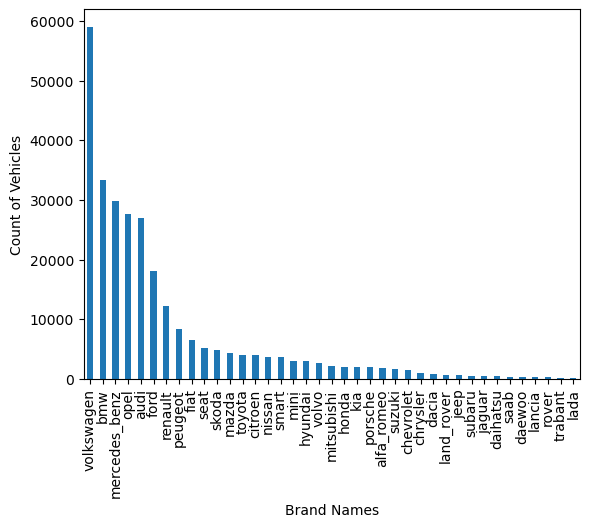 60000
50000
40000
30000
20000
10000
0
Count of Vehicles
volkswagen
bmw
mercedes_benz
opel
audi
ford
renault
peugeot
fiat
seat
skoda
mazda
toyota
citroen
nissan
smart
mini
hyundai
volvo
mitsubishi
honda
kia
porsche
alfa_romeo
suzuki
chevrolet
chrysler
dacia
land_rover
jeep
subaru
jaguar
daihatsu
saab
daewoo
lancia
rover
trabant
lada
Brand Names